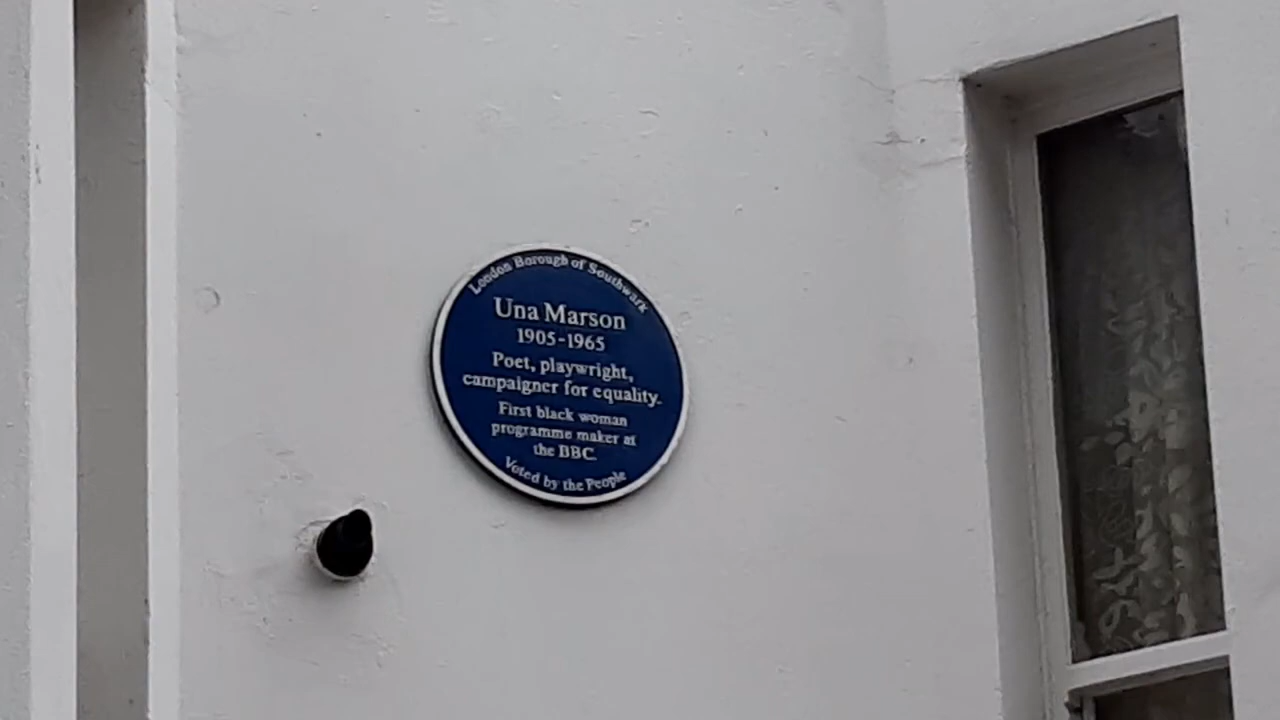 London Borough of Southwark
Una Marson
1905-1965
Poet, playwright,
campaigner for equality.
First black woman
programme maker at
the BBC.
Voted by the People